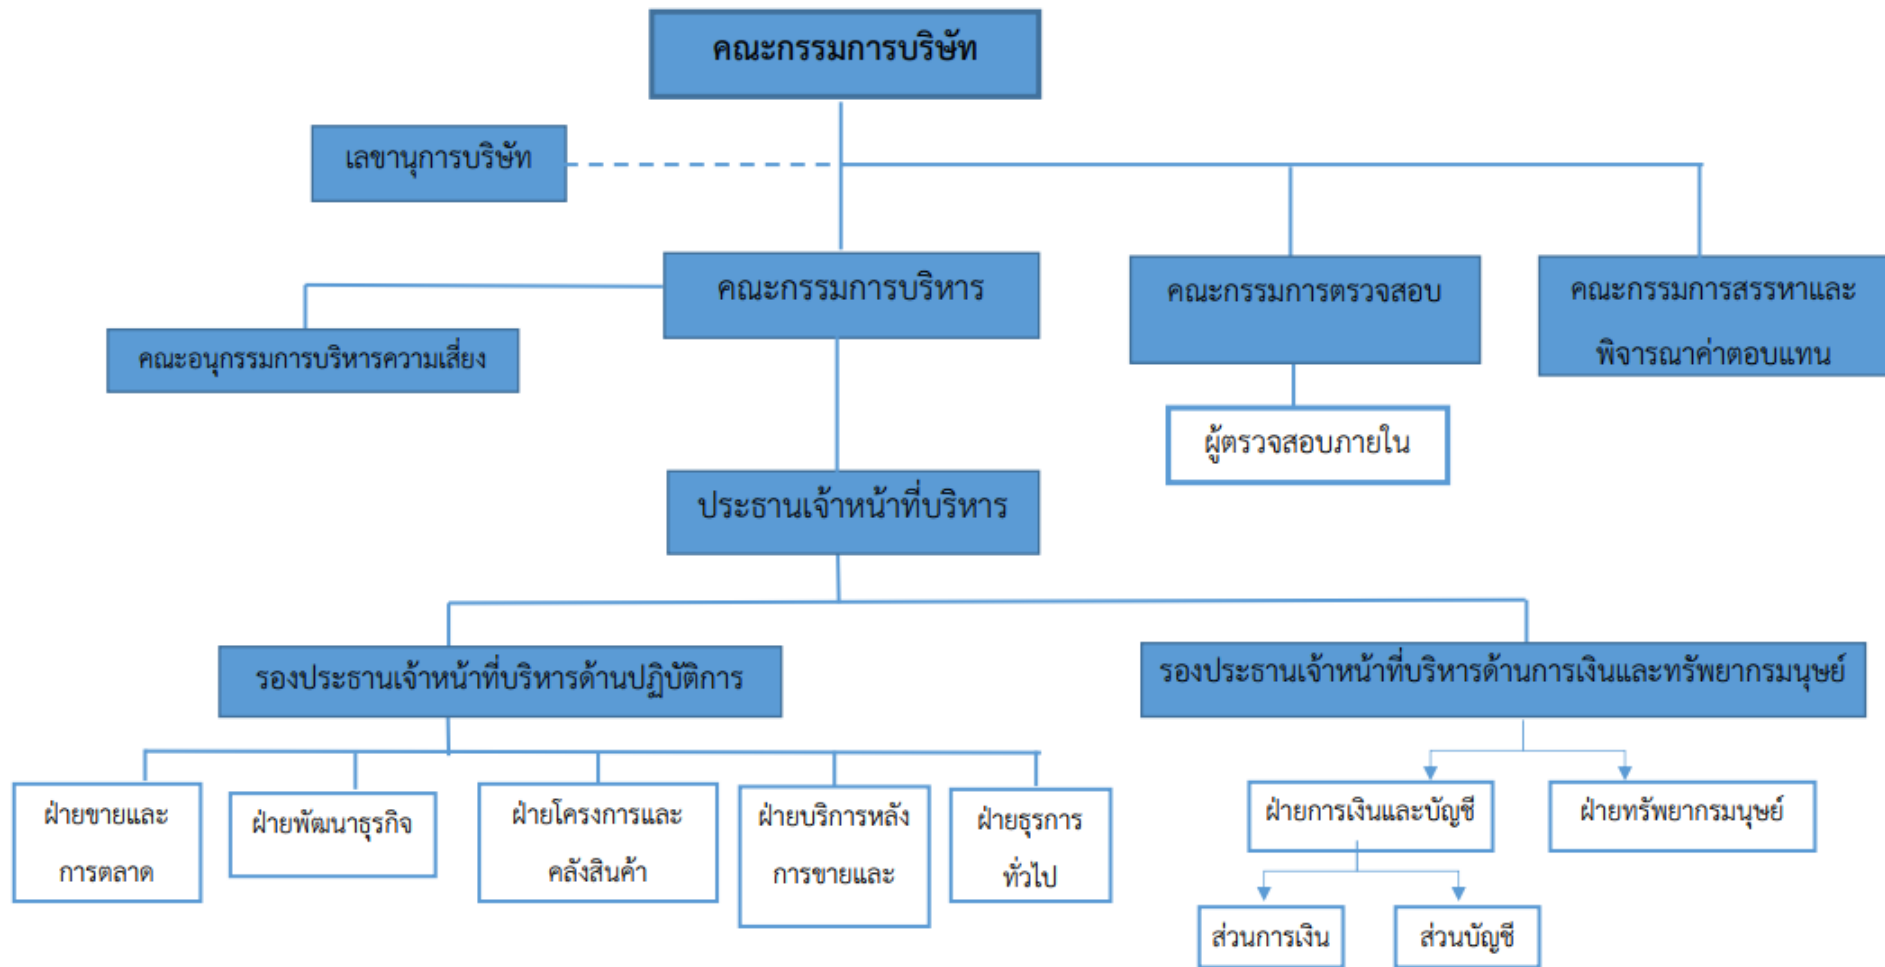 คณะกรรมการบริษัท
เลขานุการบริษัท
คณะกรรมการบริหาร
คณะกรรมการตรวจสอบ
คณะกรรมการสรรหาและ
พิจารณาค่าตอบแทน
คณะอนุกรรมการบริหารความเสี่ยง
ผู้ตรวจสอบภายใน
ประธานเจ้าหน้าที่บริหาร
รองประธานเจ้าหน้าที่บริหารด้านปฏิบัติการ
รองประธานเจ้าหน้าที่บริหารด้านการเงินและทรัพยากรมนุษย์
ฝ่ายขายและ
การตลาด
ฝ่ายพัฒนาธุรกิจ
ฝ่ายโครงการและ
คลังสินค้า
ฝ่ายบริการหลัง
การขายและ
ฝ่ายธุรการ
ทั่วไป
ฝ่ายการเงินและบัญชี
ฝ่ายทรัพยากรมนุษย์
ส่วนการเงิน
ส่วนบัญชี